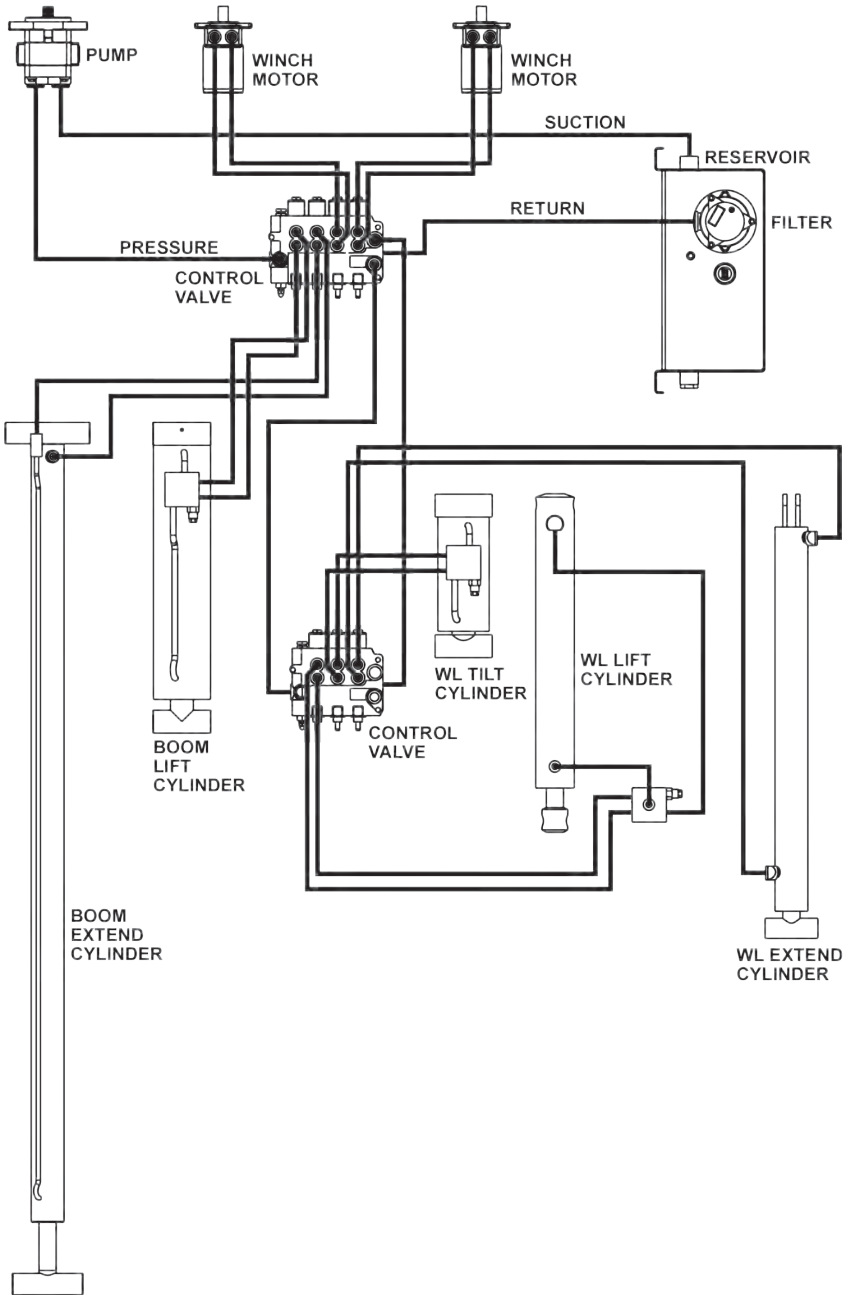 PUMP
WINCH
MOTOR
WINCH
MOTOR
SUCTION
RESERVOIR
RETURN
FILTER
PRESSURE
CONTROL
VALVE
WL TILT
CYLINDER
WL LIFT
CYLINDER
CONTROL
VALVE
BOOM
LIFT
CYLINDER
BOOM
EXTEND
CYLINDER
WL EXTEND
CYLINDER